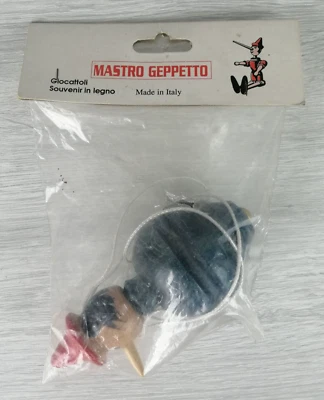 MASTRO GEPPETTO
Giocattoli
Souvenir in legno
Made in Italy